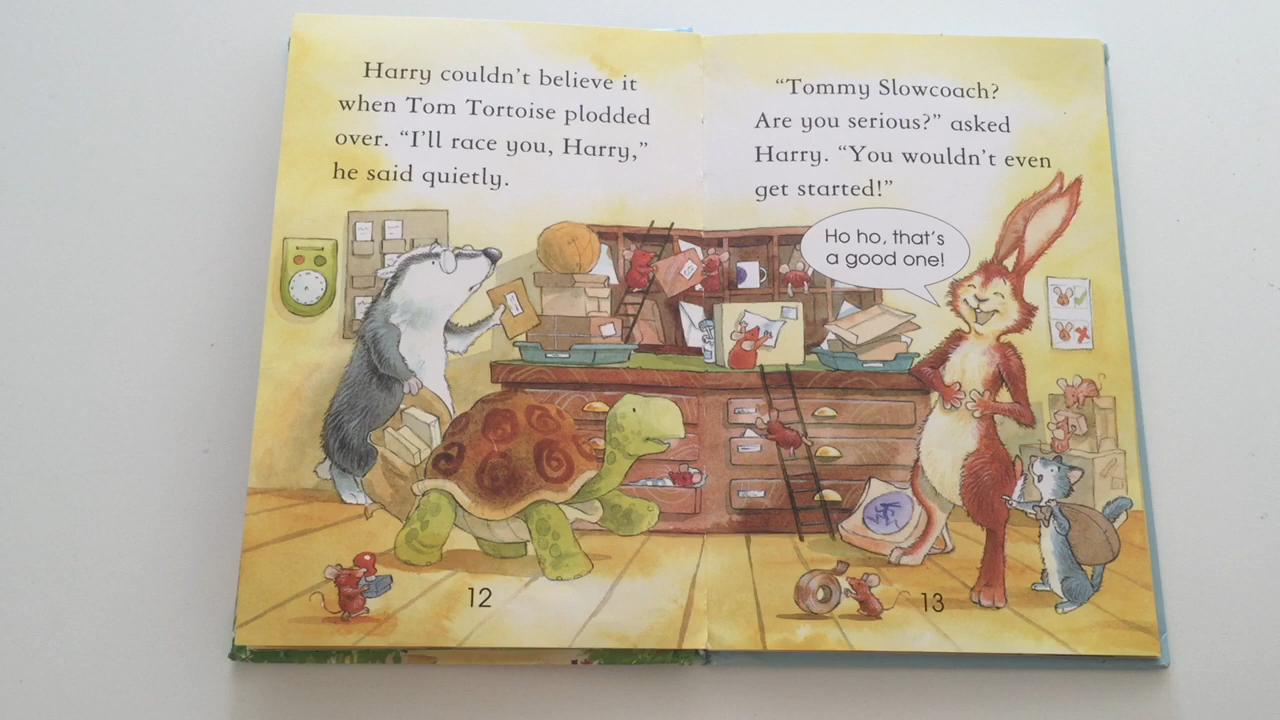 Harry couldn't believe it
when Tom Tortoise plodded
over. “I'll race you, Harry,”
he said quietly.
12
“Tommy Slowcoach?
Are you serious?” asked
Harry. “You wouldn't even
get started!”
Ho ho, that's
a good one!
13